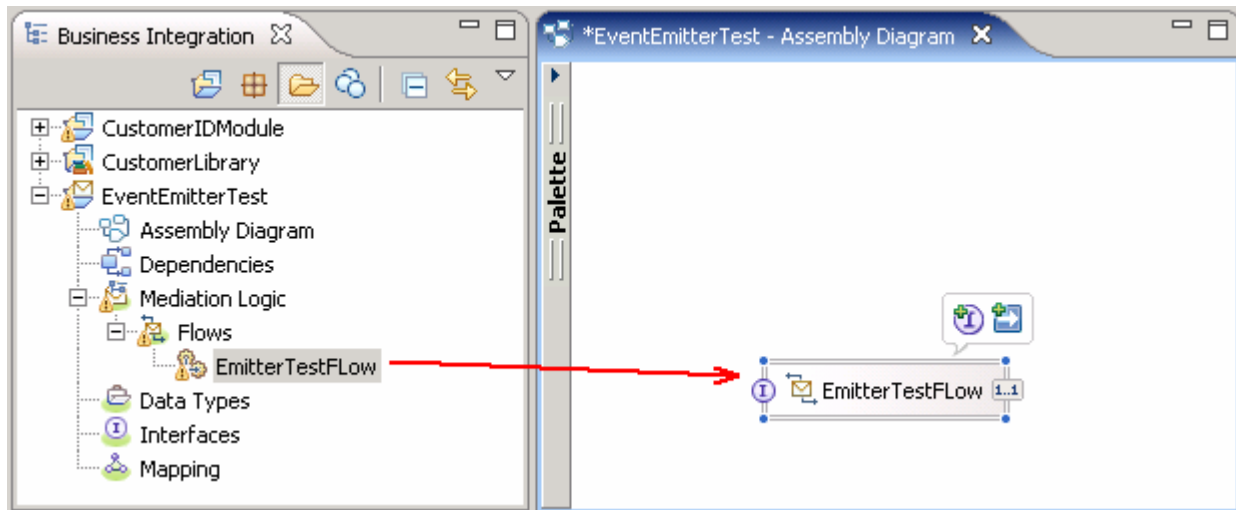 Business Integration
CustomerIDModule
CustomerLibrary
EventEmitterTest
Assembly Diagram
Dependencies
Mediation Logic
Flows
EmitterTestFLow
Data Types
Interfaces
Mapping
*EventEmitterTest - Assembly Diagram
Palette
I
I EmitterTestFLow 1..1